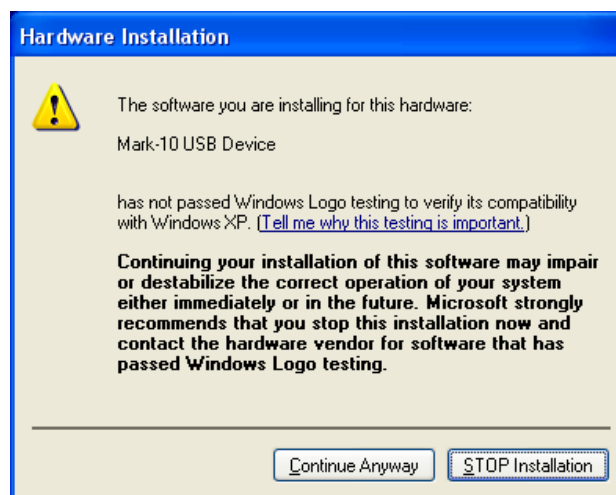 Hardware Installation
The software you are installing for this hardware:
Mark-10 USB Device
has not passed Windows Logo testing to verify its compatibility
with Windows XP. (Tell me why this testing is important.)
Continuing your installation of this software may impair
or destabilize the correct operation of your system
either immediately or in the future. Microsoft strongly
recommends that you stop this installation now and
contact the hardware vendor for software that has
passed Windows Logo testing.
Continue Anyway
STOP Installation